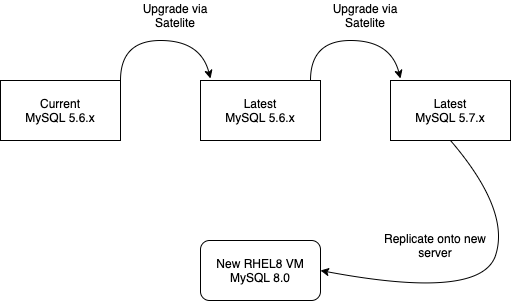 Upgrade via
Satelite
Upgrade via
Satelite
Current
MySQL 5.6.x
Latest
MySQL 5.6.x
Latest
MySQL 5.7.x
Replicate onto new
server
New RHEL8 VM
MySQL 8.0